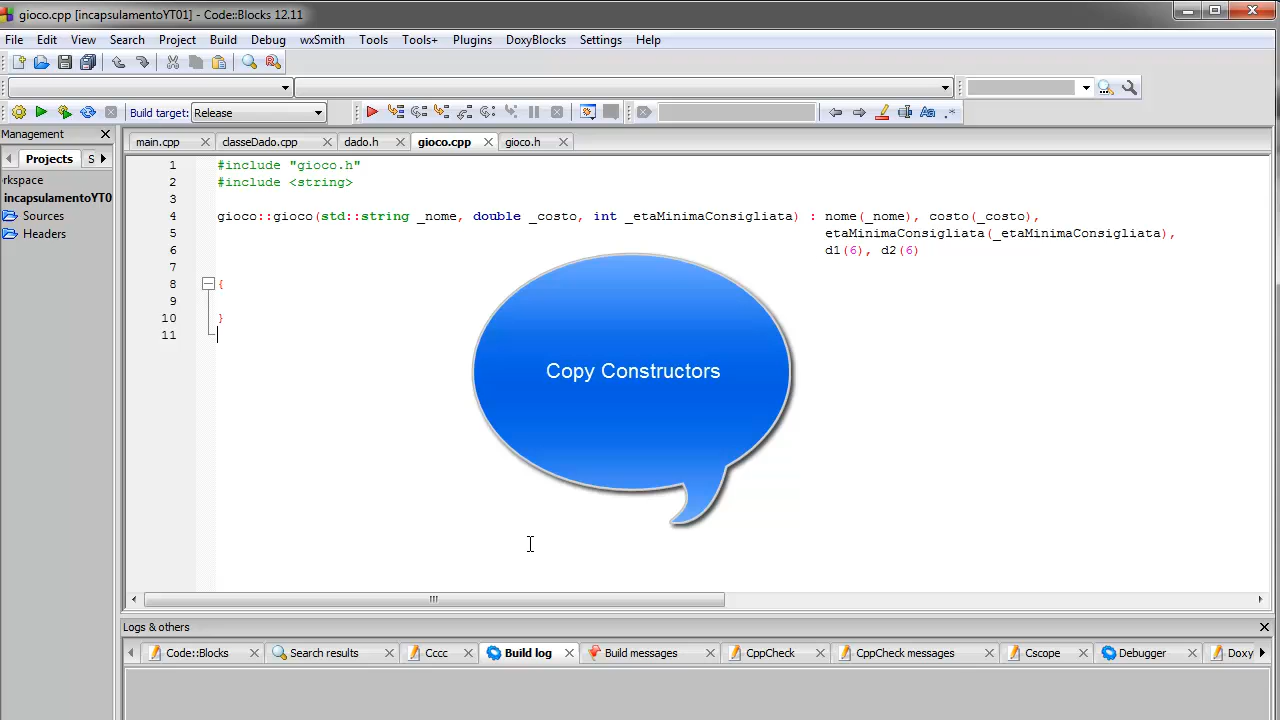 gioco.cpp [incapsulamentoYT01] - Code::Blocks 12.11
File Edit View Search Project Build Debug wxSmith Tools Tools+ Plugins DoxyBlocks Settings Help
Build target: Release
Management
main.cpp classeDado.cpp dado.h gioco.cpp gioco.h
Projects S
rkspace
incapsulamentoYT0
Sources
Headers
1 #include "gioco.h"
2 #include <string>
3
4 gioco::gioco(std::string _nome, double _costo, int _etaMinimaConsigliata) : nome(_nome), costo(_costo),
5 etaMinimaConsigliata(_etaMinimaConsigliata),
6 d1(6), d2(6)
7
8 {
9
10 }
11
Copy Constructors
Logs & others
Code::Blocks Search results Cccc Build log Build messages CppCheck CppCheck messages Cscope Debugger Doxy